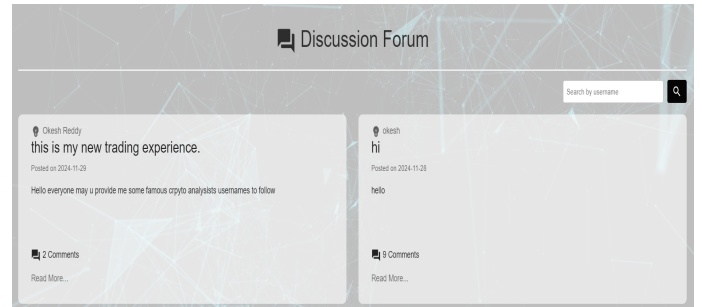 Discussion Forum
Search by username
Okesh Reddy
this is my new trading experience.
Posted on 2024-11-29
Hello everyone may u provide me some famous crpyto analysists usernames to follow
2 Comments
Read More...
okesh
hi
Posted on 2024-11-28
hello
9 Comments
Read More...